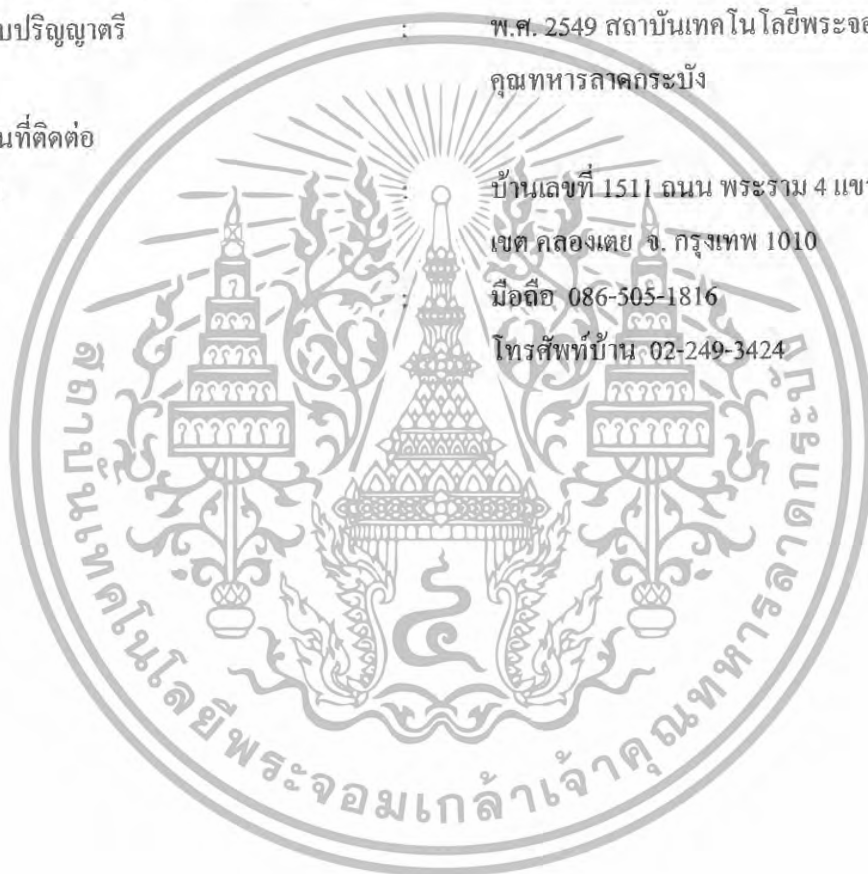 บปริญญาตรี : พ.ศ. 2549 สถาบันเทคโนโลยีพระจอ
คุณทหารลาดกระบัง
นที่ติดต่อ
: บ้านเลขที่ 1511 ถนน พระราม 4 แข
เขต คลองเตย จ. กรุงเทพ 1010
: มือถือ 086-505-1816
โทรศัพท์บ้าน 02-249-3424
สถาบันเทคโนโลยีพระจอมเกล้าเจ้าคุณทหารลาดกระบัง
๔